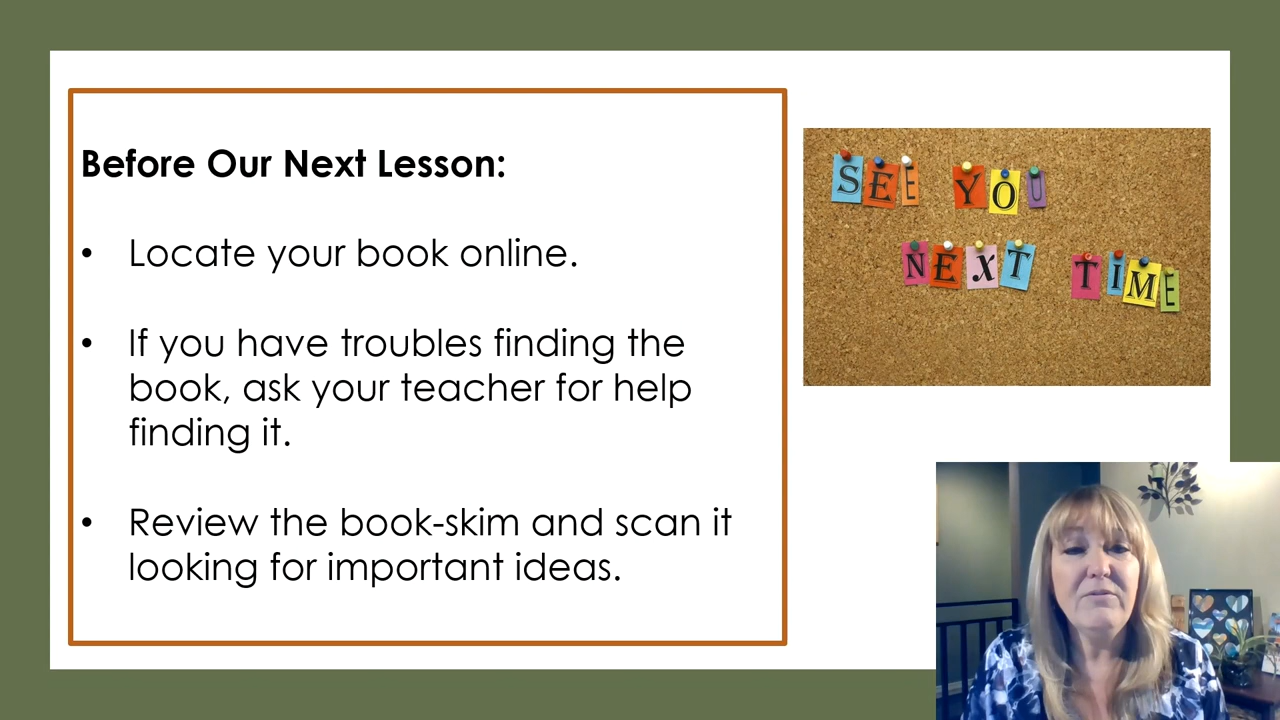 Before Our Next Lesson:
• Locate your book online.
• If you have troubles finding the
book, ask your teacher for help
finding it.
• Review the book-skim and scan it
looking for important ideas.
SEE YOU
NEXT TIME